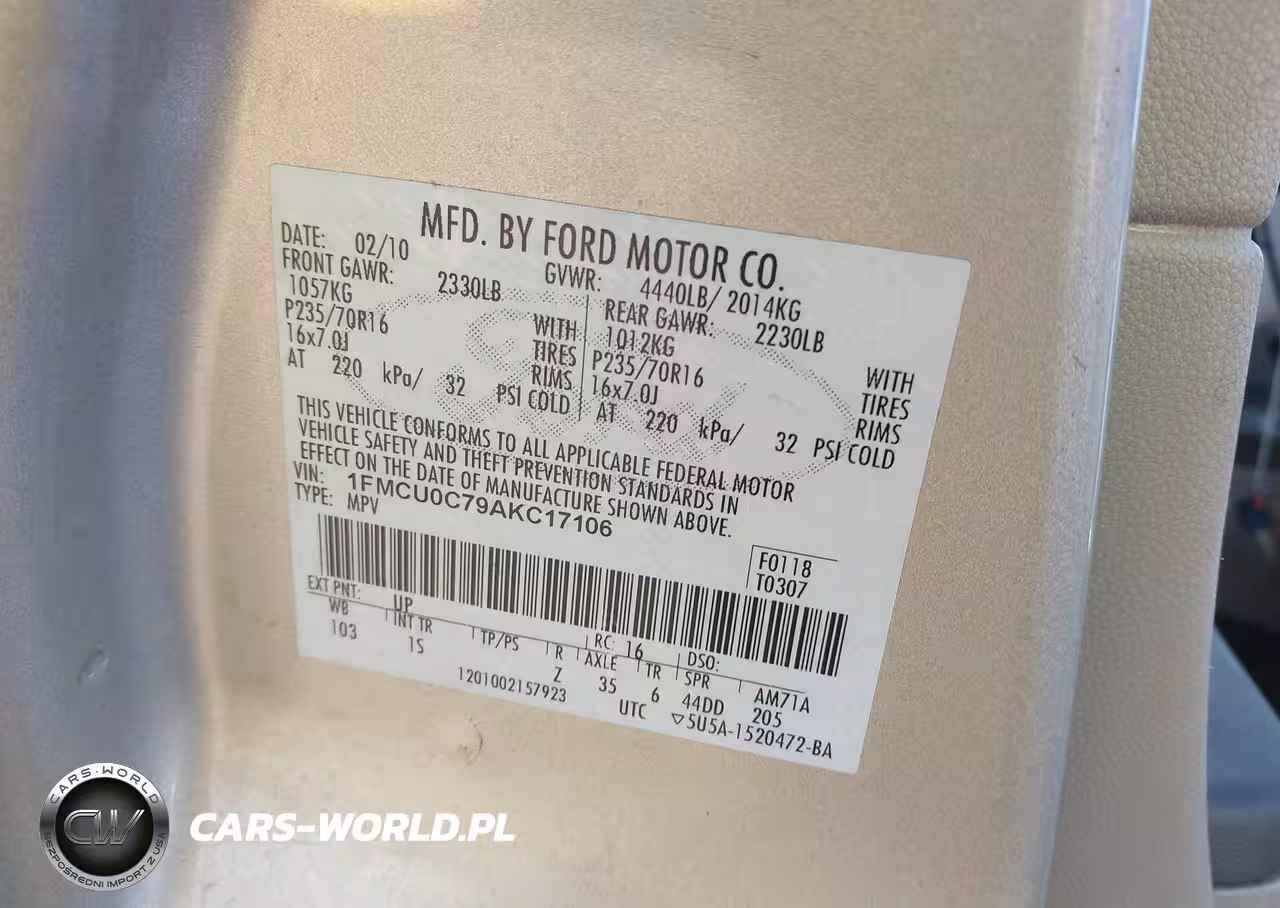 MFD. BY FORD MOTOR CO.
DATE: 02/10 GVWR: 4440LB/ 2014KG
FRONT GAWR: 2330LB REAR GAWR: 2230LB
1057KG WITH 1012KG WITH
P235/70R16 TIRES P235/70R16 TIRES
16x7.0J RIMS 16x7.0J RIMS
AT 220 kPa/ 32 PSI COLD AT 220 kPa/ 32 PSI COLD
THIS VEHICLE CONFORMS TO ALL APPLICABLE FEDERAL MOTOR
VEHICLE SAFETY AND THEFT PREVENTION STANDARDS IN
EFFECT ON THE DATE OF MANUFACTURE SHOWN ABOVE.
VIN: 1FMCU0C79AKC17106
TYPE: MPV
F0118
T0307
EXT PNT: UP RC: 16 DSO:
WB INT TR TP/PS R AXLE TR SPR AM71A
103 1S Z 35 6 44DD 205
1201002157923 UTC ▽5U5A-1520472-BA
CARS-WORLD
CW
BEZPOŚREDNI IMPORT Z USA
CARS-WORLD.PL